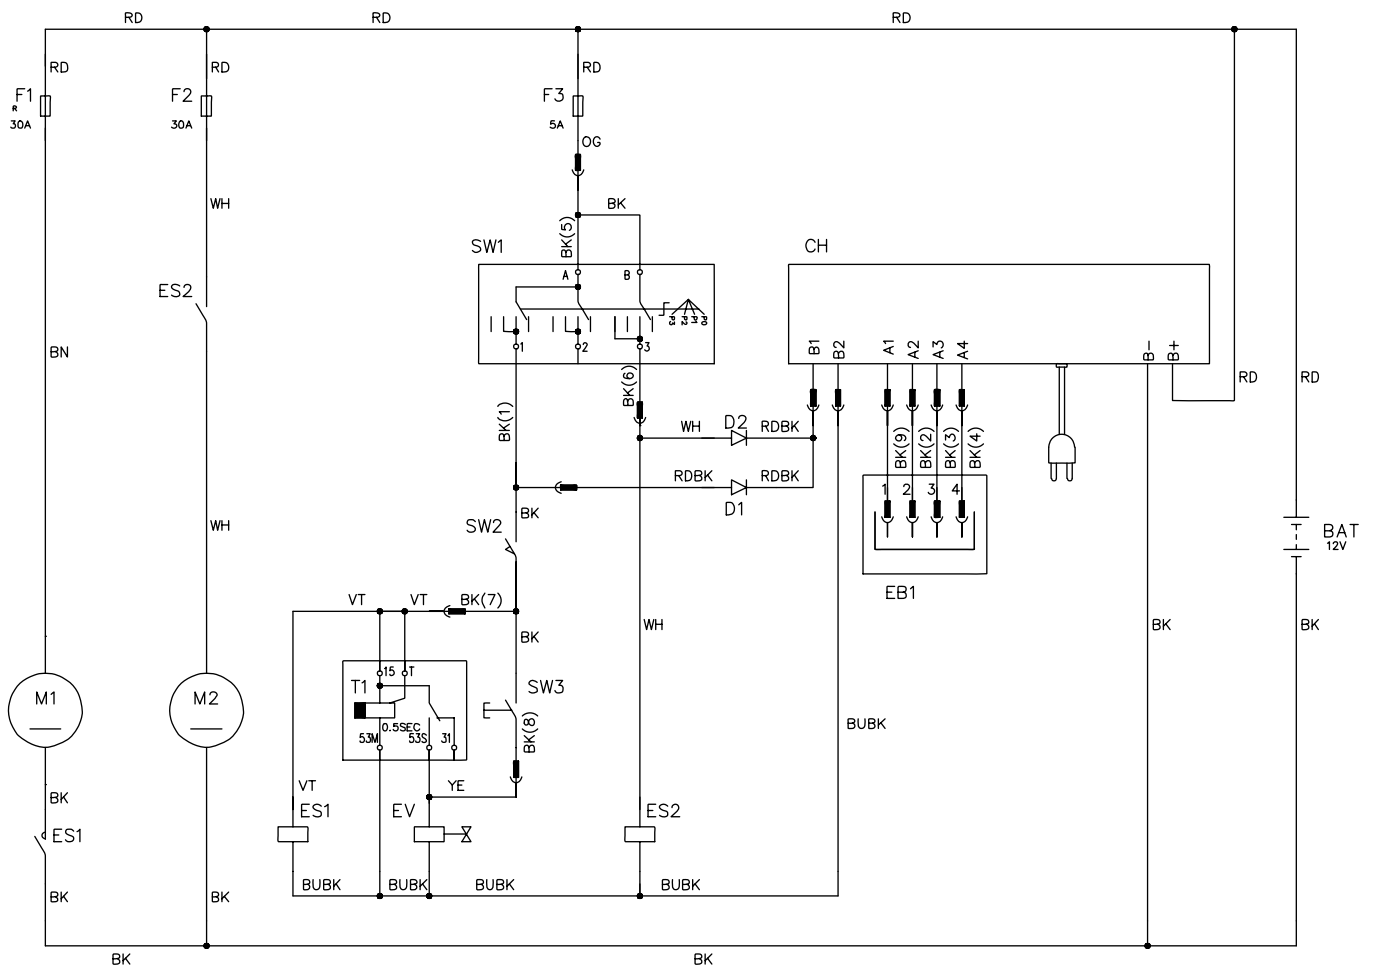 RD RD RD
RD RD RD
F1 F2 F3
R
30A 30A 5A
OG
WH BK
BK(5)
SW1 CH
A B
ES2
P3 P2 P1 P0
1 2 3
B1 B2 A1 A2 A3 A4 B- B+
BN
BK(6)
RD RD
BK(1)
WH D2 RDBK
BK(9) BK(2) BK(3) BK(4)
RDBK RDBK
D1
1 2 3 4
BK
SW2
WH
BAT
12V
EB1
VT VT BK(7)
BK WH BK BK
15 T
M1 M2 T1 SW3
0.5SEC
53M 53S 31
BK(8)
BUBK
VT YE
BK
ES1 EV ES2
ES1
BUBK BUBK BUBK BUBK
BK BK
BK BK